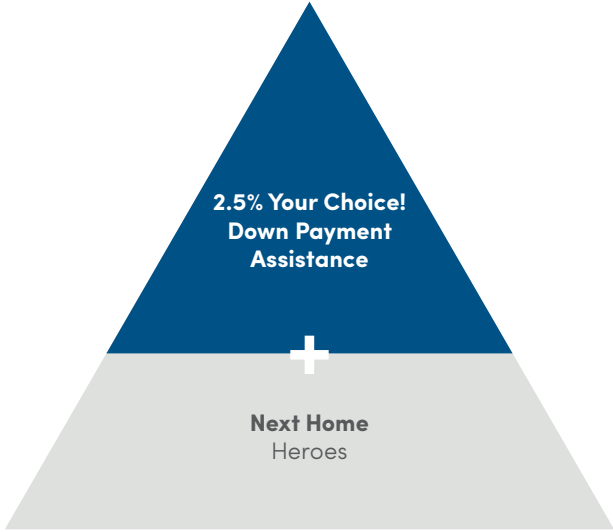 2.5% Your Choice!
Down Payment
Assistance
+
Next Home
Heroes